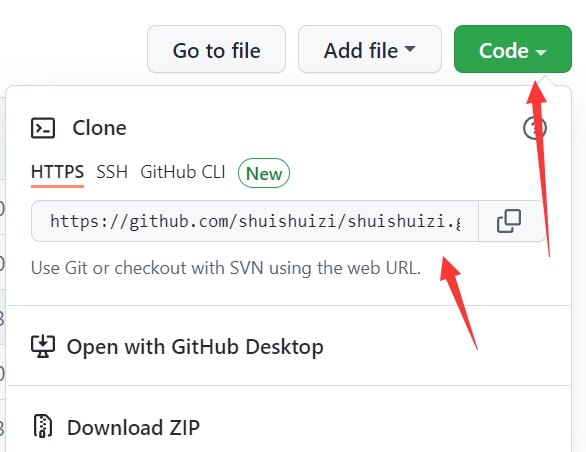 Go to file Add file Code
Clone
HTTPS SSH GitHub CLI New
https://github.com/shuishuizi/shuishuizi.g
Use Git or checkout with SVN using the web URL.
Open with GitHub Desktop
Download ZIP